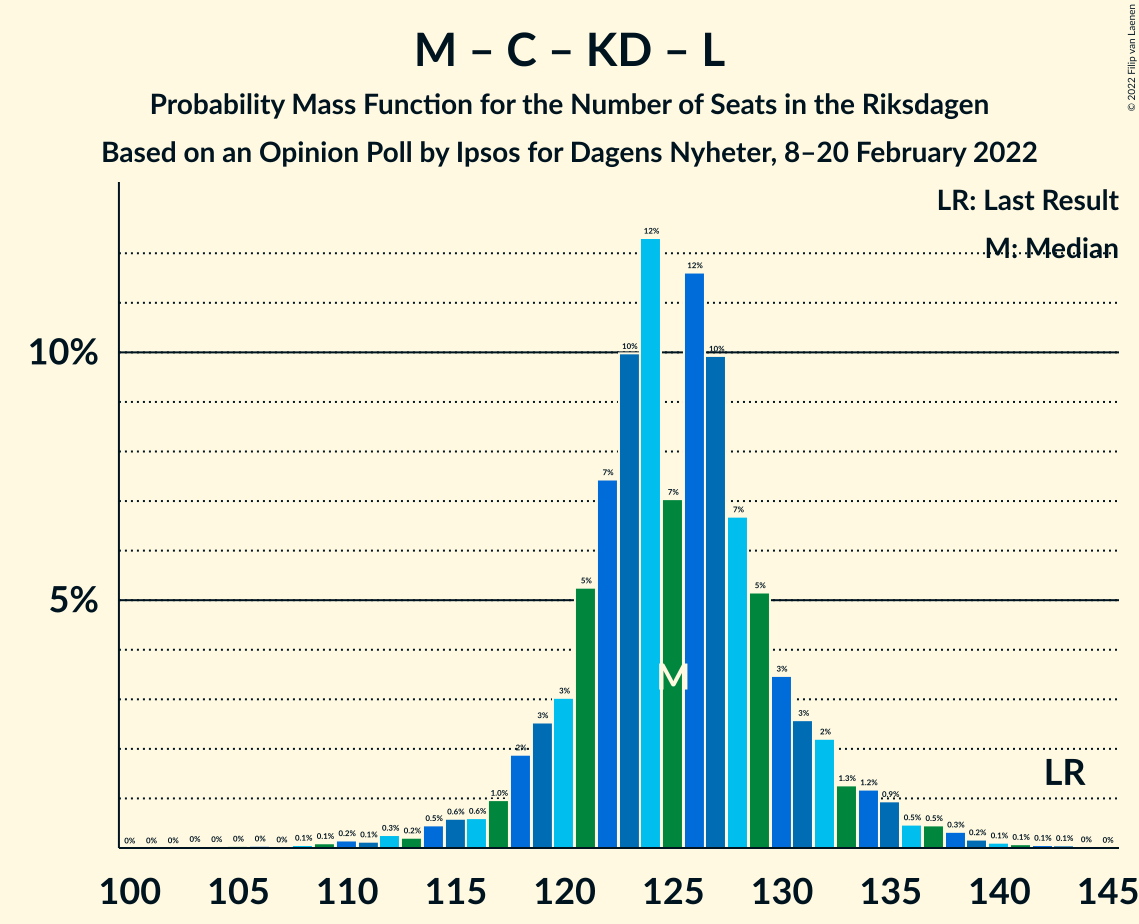 M – C – KD – L
Probability Mass Function for the Number of Seats in the Riksdagen
Based on an Opinion Poll by Ipsos for Dagens Nyheter, 8–20 February 2022
© 2022 Filip van Laenen
LR: Last Result
M: Median
10%
5%
0% 0% 0% 0% 0% 0% 0% 0% 0.1% 0.1% 0.2% 0.1% 0.3% 0.2% 0.5% 0.6% 0.6% 1.0% 2% 3% 3% 5% 7% 10% 12% 7% 12% 10% 7% 5% 3% 3% 2% 1.3% 1.2% 0.9% 0.5% 0.5% 0.3% 0.2% 0.1% 0.1% 0.1% 0.1% 0% 0%
M
LR
100 105 110 115 120 125 130 135 140 145